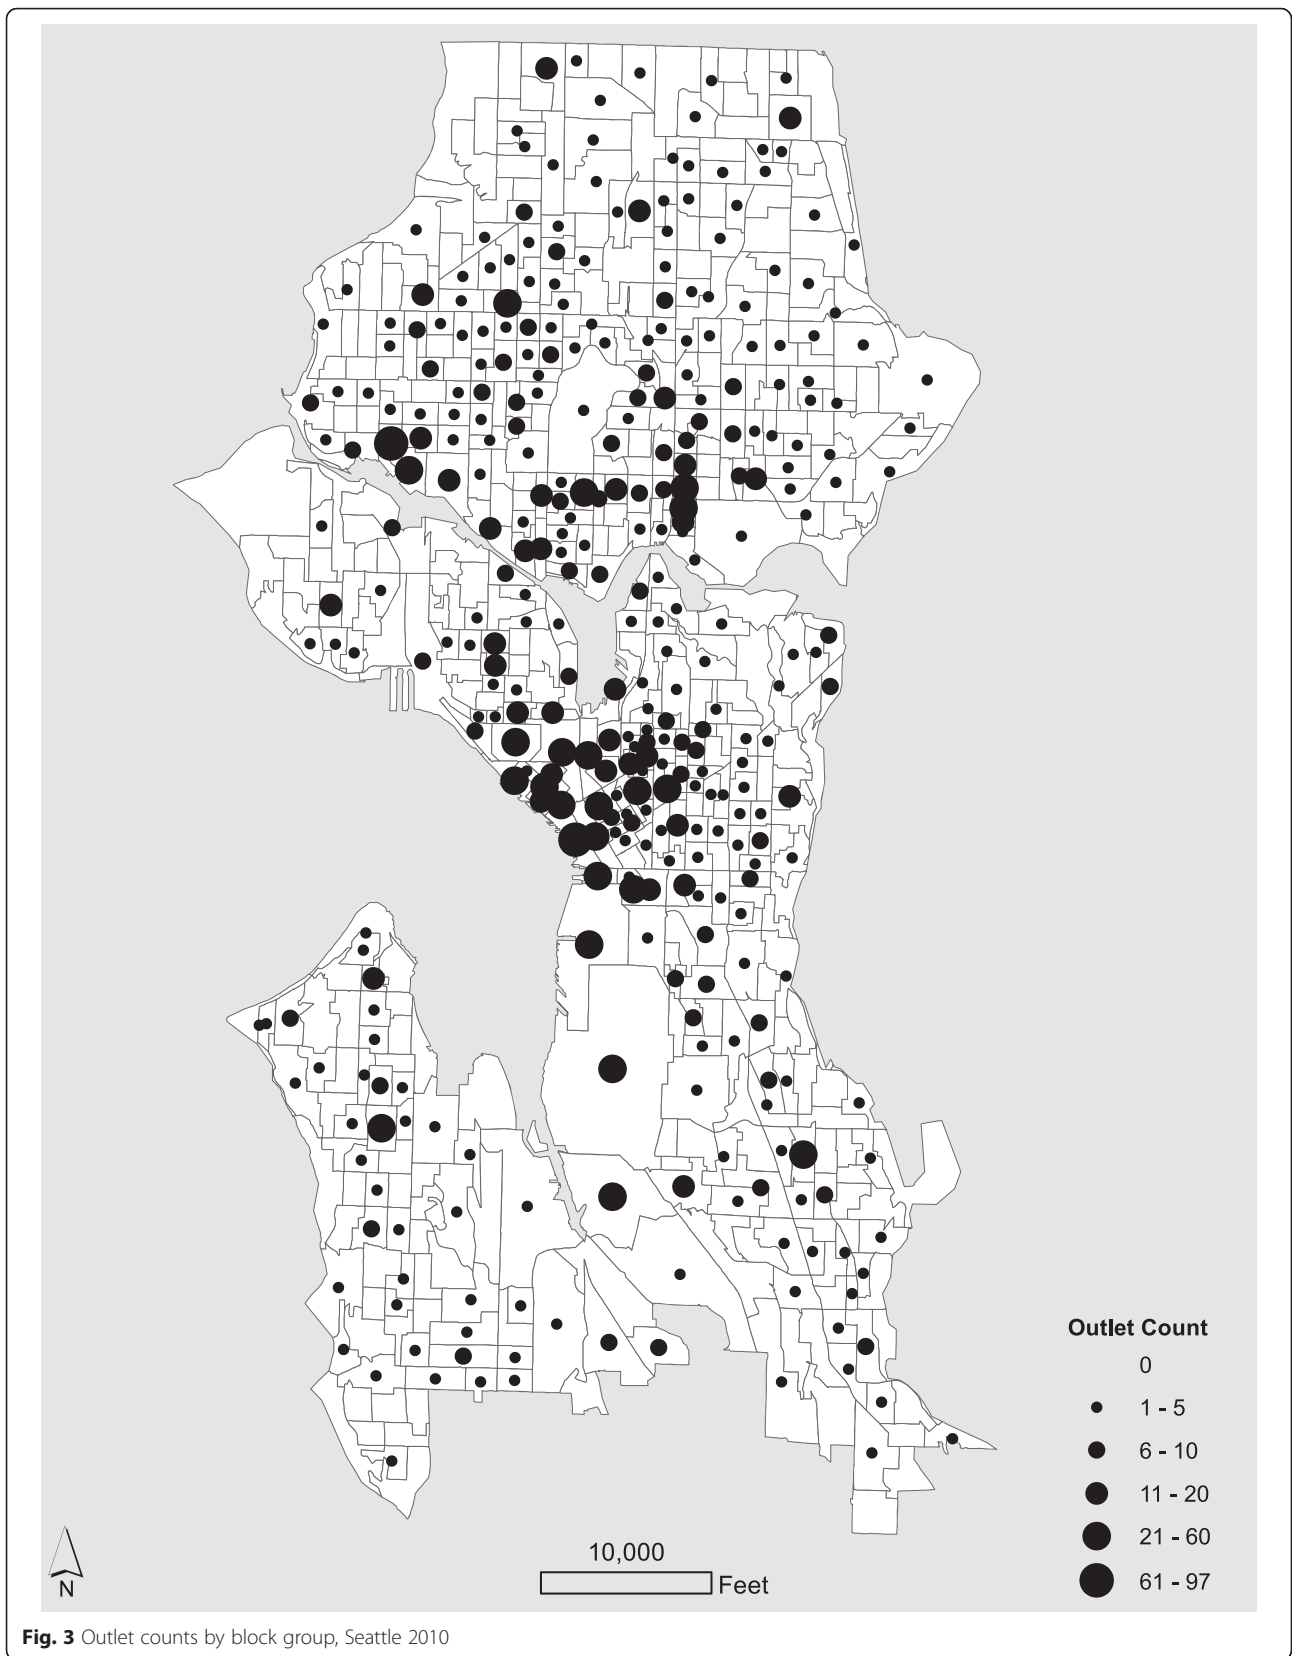 Outlet Count
0
1 - 5
6 - 10
11 - 20
21 - 60
61 - 97
10,000
Feet
N
Fig. 3 Outlet counts by block group, Seattle 2010